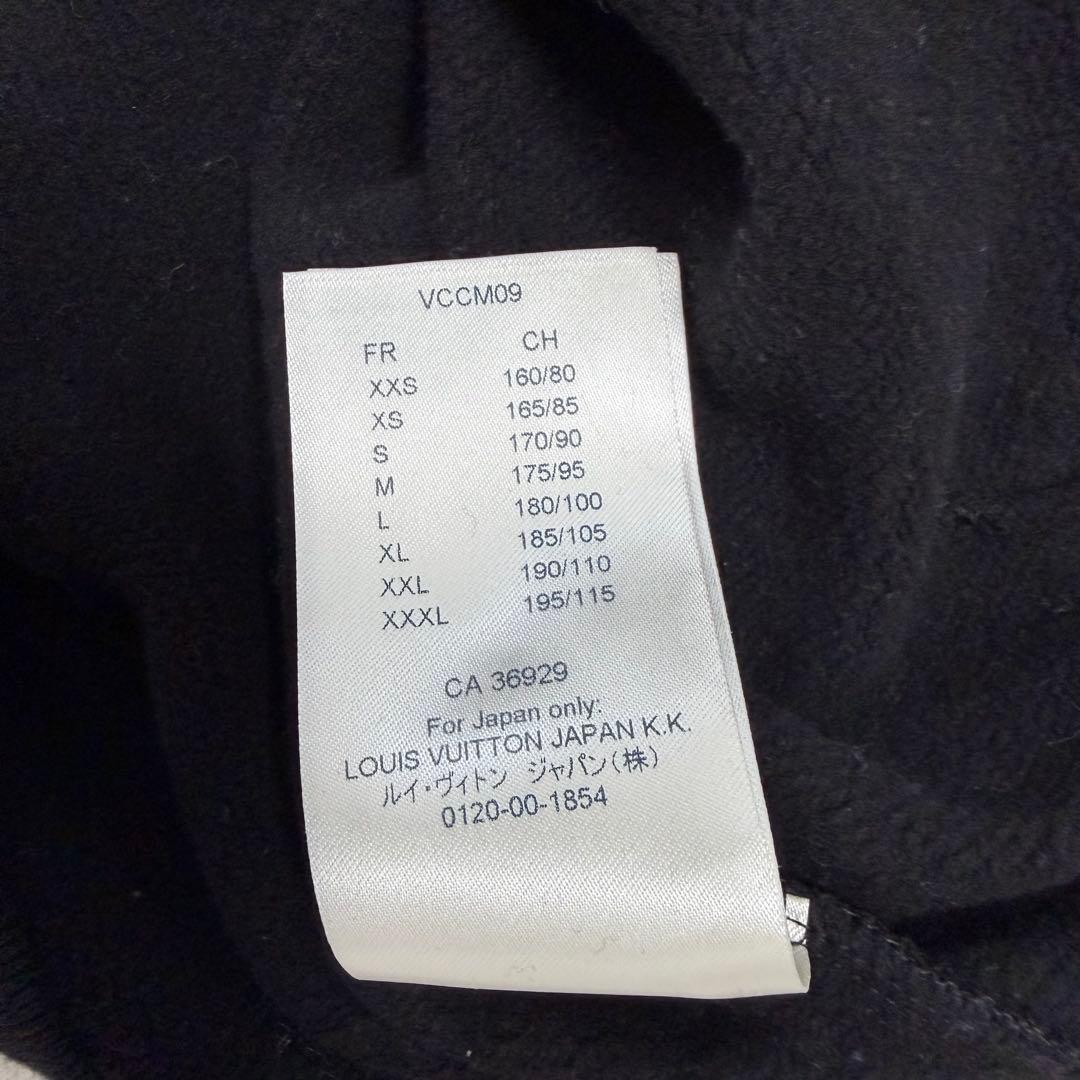 VCCM09
FR CH
XXS 160/80
XS 165/85
S 170/90
M 175/95
L 180/100
XL 185/105
XXL 190/110
XXXL 195/115
CA 36929
For Japan only:
LOUIS VUITTON JAPAN K.K.
ルイ・ヴィトン ジャパン(株)
0120-00-1854